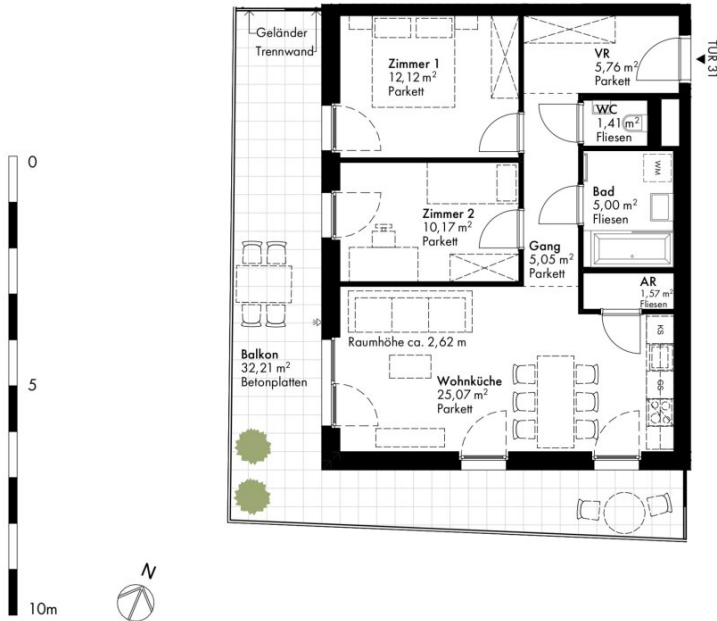 Geländer
Trennwand
Zimmer 1
12,12 m²
Parkett
VR
5,76 m²
Parkett
TÜR 31
WC
1,41 m²
Fliesen
WM
Bad
5,00 m²
Fliesen
Zimmer 2
10,17 m²
Parkett
Gang
5,05 m²
Parkett
AR
1,57 m²
Fliesen
KS
GS
Raumhöhe ca. 2,62 m
Wohnküche
25,07 m²
Parkett
Balkon
32,21 m²
Betonplatten
0
5
10m
N